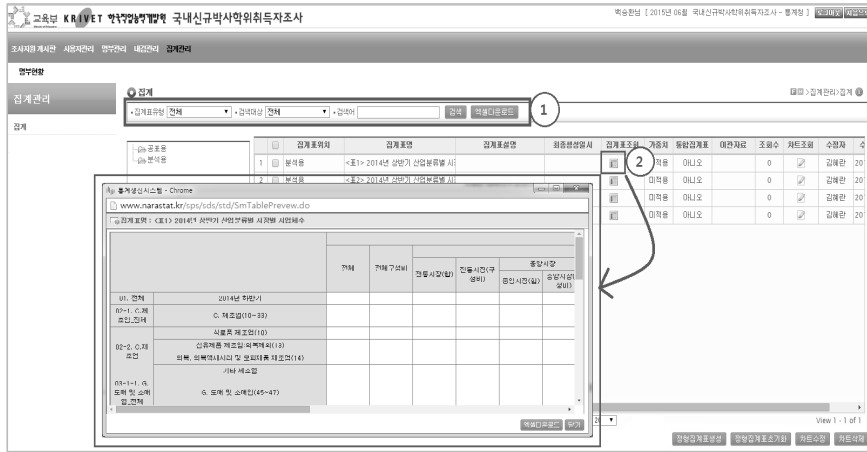 교육부 KRIVET 한국직업능력개발원 국내신규박사학위취득자조사
백승환님 [ 2015년 06월 국내신규박사학위취득자조사 - 통계청 ] 로그아웃
조사지원 게시판 사용자관리 명부관리 내검관리 집계관리
명부현황
집계관리
집계
집계
>집계관리>집계
•집계표유형 전체 •검색대상 전체 •검색어 검색 엑셀다운로드
1
공표용
분석용
집계표위치 집계표명 집계표설명 최종생성일시 집계표조회 가중치 통합집계표 이관자료 조회수 차트조회 수정자
1 분석용 <표1> 2014년 상반기 산업분류별 시장 미적용 아니오 0 김혜란 20
2
2 분석용 <표2> 2014년 상반기 산업분류별 시장 미적용 아니오 0 김혜란 20
미적용 아니오 0 김혜란 20
미적용 아니오 0 김혜란 20
통계생산시스템 - Chrome
www.narastat.kr/sps/sds/std/SmTablePrevew.do
집계표명 : <표1> 2014년 상반기 산업분류별 시장별 사업체수
전체 전체구성비 전통시장(합) 전통시장(구성비) 중앙시장
중앙시장(합) 중앙시장(구성비)
01. 전체 2014년 하반기
02-1. C.제조업_전체 C. 제조업(10~33)
02-2. C.제조업 식료품 제조업(10)
섬유제품 제조업:의복제외(13)
의복, 의복액세서리 및 모피제품 제조업(14)
기타 제조업
03-1-1. G. 도매 및 소매업_전체 G. 도매 및 소매업(45~47)
엑셀다운로드 닫기
20 View 1 - 1 of 1
정형집계표생성 정형집계표초기화 차트수정 차트삭제